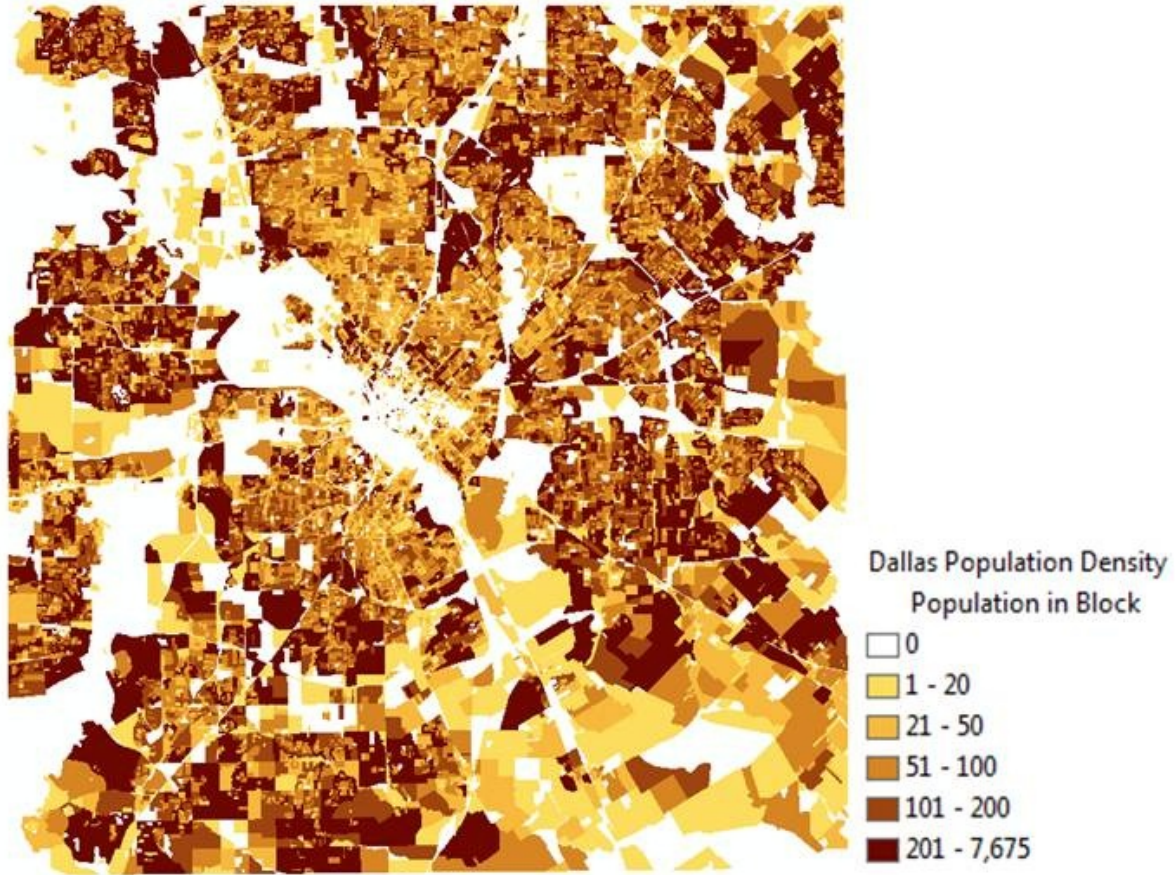 Dallas Population Density
Population in Block
0
1 - 20
21 - 50
51 - 100
101 - 200
201 - 7,675